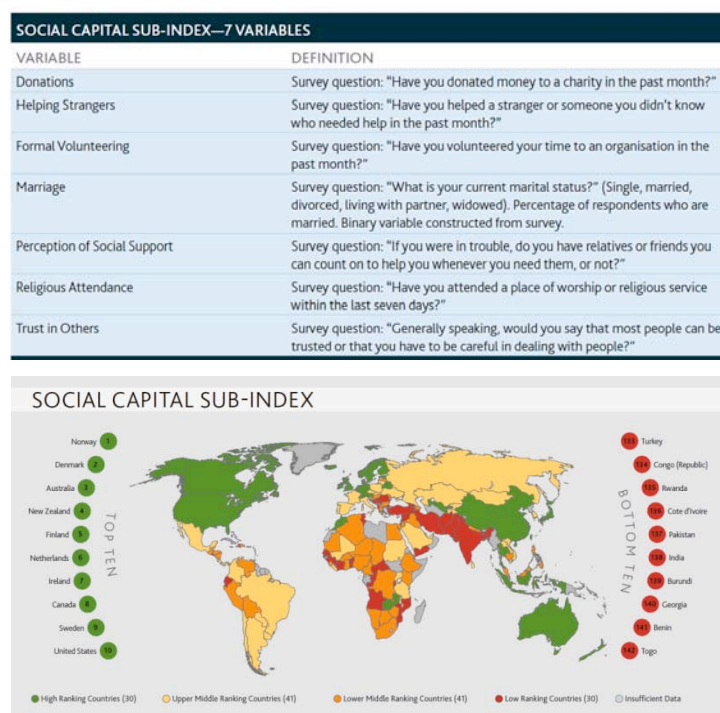 SOCIAL CAPITAL SUB-INDEX—7 VARIABLES
VARIABLE DEFINITION
Donations Survey question: “Have you donated money to a charity in the past month?”
Helping Strangers Survey question: “Have you helped a stranger or someone you didn’t know
who needed help in the past month?”
Formal Volunteering Survey question: “Have you volunteered your time to an organisation in the
past month?”
Marriage Survey question: “What is your current marital status?” (Single, married,
divorced, living with partner, widowed). Percentage of respondents who are
married. Binary variable constructed from survey.
Perception of Social Support Survey question: “If you were in trouble, do you have relatives or friends you
can count on to help you whenever you need them, or not?”
Religious Attendance Survey question: “Have you attended a place of worship or religious service
within the last seven days?”
Trust in Others Survey question: “Generally speaking, would you say that most people can be
trusted or that you have to be careful in dealing with people?”
SOCIAL CAPITAL SUB-INDEX
TOP TEN
Norway 1
Denmark 2
Australia 3
New Zealand 4
Finland 5
Netherlands 6
Ireland 7
Canada 8
Sweden 9
United States 10
BOTTOM TEN
133 Turkey
134 Congo (Republic)
135 Rwanda
136 Cote d'Ivoire
137 Pakistan
138 India
139 Burundi
140 Georgia
141 Benin
142 Togo
High Ranking Countries (30) Upper Middle Ranking Countries (41) Lower Middle Ranking Countries (41) Low Ranking Countries (30) Insufficient Data